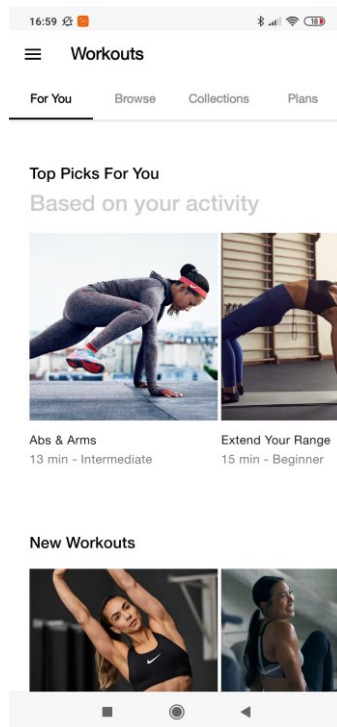 16:59
18
Workouts
For You
Browse
Collections
Plans
Top Picks For You
Based on your activity
Abs & Arms
13 min - Intermediate
Extend Your Range
15 min - Beginner
New Workouts